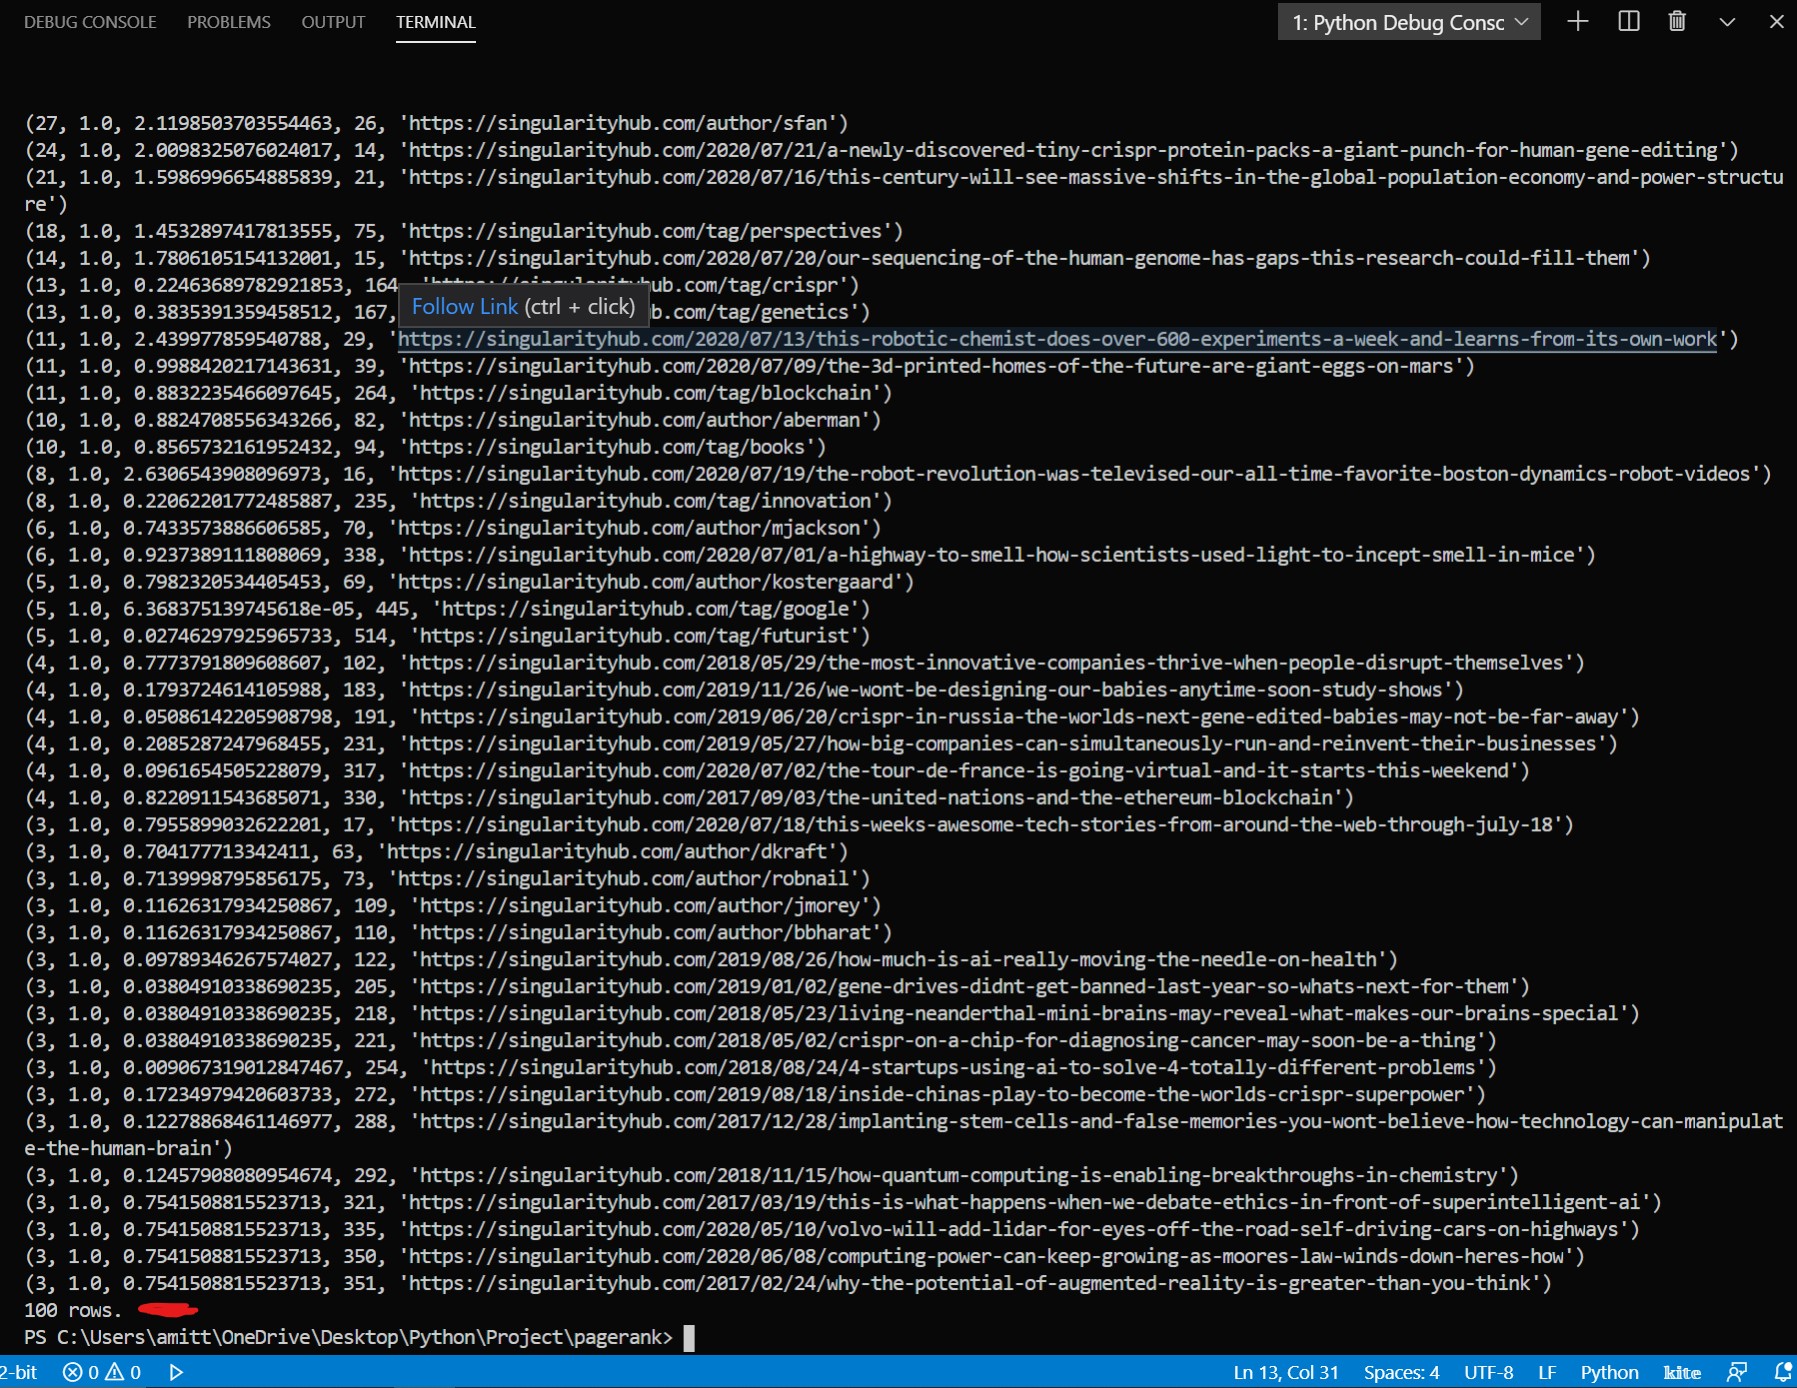 DEBUG CONSOLE PROBLEMS OUTPUT TERMINAL 1: Python Debug Consc
(27, 1.0, 2.1198503703554463, 26, 'https://singularityhub.com/author/sfan')
(24, 1.0, 2.0098325076024017, 14, 'https://singularityhub.com/2020/07/21/a-newly-discovered-tiny-crispr-protein-packs-a-giant-punch-for-human-gene-editing')
(21, 1.0, 1.5986996654885839, 21, 'https://singularityhub.com/2020/07/16/this-century-will-see-massive-shifts-in-the-global-population-economy-and-power-structu
re')
(18, 1.0, 1.4532897417813555, 75, 'https://singularityhub.com/tag/perspectives')
(14, 1.0, 1.7806105154132001, 15, 'https://singularityhub.com/2020/07/20/our-sequencing-of-the-human-genome-has-gaps-this-research-could-fill-them')
(13, 1.0, 0.22463689782921853, 164, 'https://singularityhub.com/tag/crispr')
Follow Link (ctrl + click)
(13, 1.0, 0.3835391359458512, 167, b.com/tag/genetics')
(11, 1.0, 2.439977859540788, 29, 'https://singularityhub.com/2020/07/13/this-robotic-chemist-does-over-600-experiments-a-week-and-learns-from-its-own-work')
(11, 1.0, 0.9988420217143631, 39, 'https://singularityhub.com/2020/07/09/the-3d-printed-homes-of-the-future-are-giant-eggs-on-mars')
(11, 1.0, 0.8832235466097645, 264, 'https://singularityhub.com/tag/blockchain')
(10, 1.0, 0.8824708556343266, 82, 'https://singularityhub.com/author/aberman')
(10, 1.0, 0.8565732161952432, 94, 'https://singularityhub.com/tag/books')
(8, 1.0, 2.6306543908096973, 16, 'https://singularityhub.com/2020/07/19/the-robot-revolution-was-televised-our-all-time-favorite-boston-dynamics-robot-videos')
(8, 1.0, 0.22062201772485887, 235, 'https://singularityhub.com/tag/innovation')
(6, 1.0, 0.7433573886606585, 70, 'https://singularityhub.com/author/mjackson')
(6, 1.0, 0.9237389111808069, 338, 'https://singularityhub.com/2020/07/01/a-highway-to-smell-how-scientists-used-light-to-incept-smell-in-mice')
(5, 1.0, 0.7982320534405453, 69, 'https://singularityhub.com/author/kostergaard')
(5, 1.0, 6.368375139745618e-05, 445, 'https://singularityhub.com/tag/google')
(5, 1.0, 0.02746297925965733, 514, 'https://singularityhub.com/tag/futurist')
(4, 1.0, 0.7773791809608607, 102, 'https://singularityhub.com/2018/05/29/the-most-innovative-companies-thrive-when-people-disrupt-themselves')
(4, 1.0, 0.1793724614105988, 183, 'https://singularityhub.com/2019/11/26/we-wont-be-designing-our-babies-anytime-soon-study-shows')
(4, 1.0, 0.05086142205908798, 191, 'https://singularityhub.com/2019/06/20/crispr-in-russia-the-worlds-next-gene-edited-babies-may-not-be-far-away')
(4, 1.0, 0.2085287247968455, 231, 'https://singularityhub.com/2019/05/27/how-big-companies-can-simultaneously-run-and-reinvent-their-businesses')
(4, 1.0, 0.0961654505228079, 317, 'https://singularityhub.com/2020/07/02/the-tour-de-france-is-going-virtual-and-it-starts-this-weekend')
(4, 1.0, 0.8220911543685071, 330, 'https://singularityhub.com/2017/09/03/the-united-nations-and-the-ethereum-blockchain')
(3, 1.0, 0.7955899032622201, 17, 'https://singularityhub.com/2020/07/18/this-weeks-awesome-tech-stories-from-around-the-web-through-july-18')
(3, 1.0, 0.704177713342411, 63, 'https://singularityhub.com/author/dkraft')
(3, 1.0, 0.7139998795856175, 73, 'https://singularityhub.com/author/robnail')
(3, 1.0, 0.11626317934250867, 109, 'https://singularityhub.com/author/jmorey')
(3, 1.0, 0.11626317934250867, 110, 'https://singularityhub.com/author/bbharat')
(3, 1.0, 0.09789346267574027, 122, 'https://singularityhub.com/2019/08/26/how-much-is-ai-really-moving-the-needle-on-health')
(3, 1.0, 0.03804910338690235, 205, 'https://singularityhub.com/2019/01/02/gene-drives-didnt-get-banned-last-year-so-whats-next-for-them')
(3, 1.0, 0.03804910338690235, 218, 'https://singularityhub.com/2018/05/23/living-neanderthal-mini-brains-may-reveal-what-makes-our-brains-special')
(3, 1.0, 0.03804910338690235, 221, 'https://singularityhub.com/2018/05/02/crispr-on-a-chip-for-diagnosing-cancer-may-soon-be-a-thing')
(3, 1.0, 0.009067319012847467, 254, 'https://singularityhub.com/2018/08/24/4-startups-using-ai-to-solve-4-totally-different-problems')
(3, 1.0, 0.17234979420603733, 272, 'https://singularityhub.com/2019/08/18/inside-chinas-play-to-become-the-worlds-crispr-superpower')
(3, 1.0, 0.12278868461146977, 288, 'https://singularityhub.com/2017/12/28/implanting-stem-cells-and-false-memories-you-wont-believe-how-technology-can-manipulat
e-the-human-brain')
(3, 1.0, 0.12457908080954674, 292, 'https://singularityhub.com/2018/11/15/how-quantum-computing-is-enabling-breakthroughs-in-chemistry')
(3, 1.0, 0.7541508815523713, 321, 'https://singularityhub.com/2017/03/19/this-is-what-happens-when-we-debate-ethics-in-front-of-superintelligent-ai')
(3, 1.0, 0.7541508815523713, 335, 'https://singularityhub.com/2020/05/10/volvo-will-add-lidar-for-eyes-off-the-road-self-driving-cars-on-highways')
(3, 1.0, 0.7541508815523713, 350, 'https://singularityhub.com/2020/06/08/computing-power-can-keep-growing-as-moores-law-winds-down-heres-how')
(3, 1.0, 0.7541508815523713, 351, 'https://singularityhub.com/2017/02/24/why-the-potential-of-augmented-reality-is-greater-than-you-think')
100 rows.
PS C:\Users\amitt\OneDrive\Desktop\Python\Project\pagerank>
2-bit 0 0 Ln 13, Col 31 Spaces: 4 UTF-8 LF Python kite